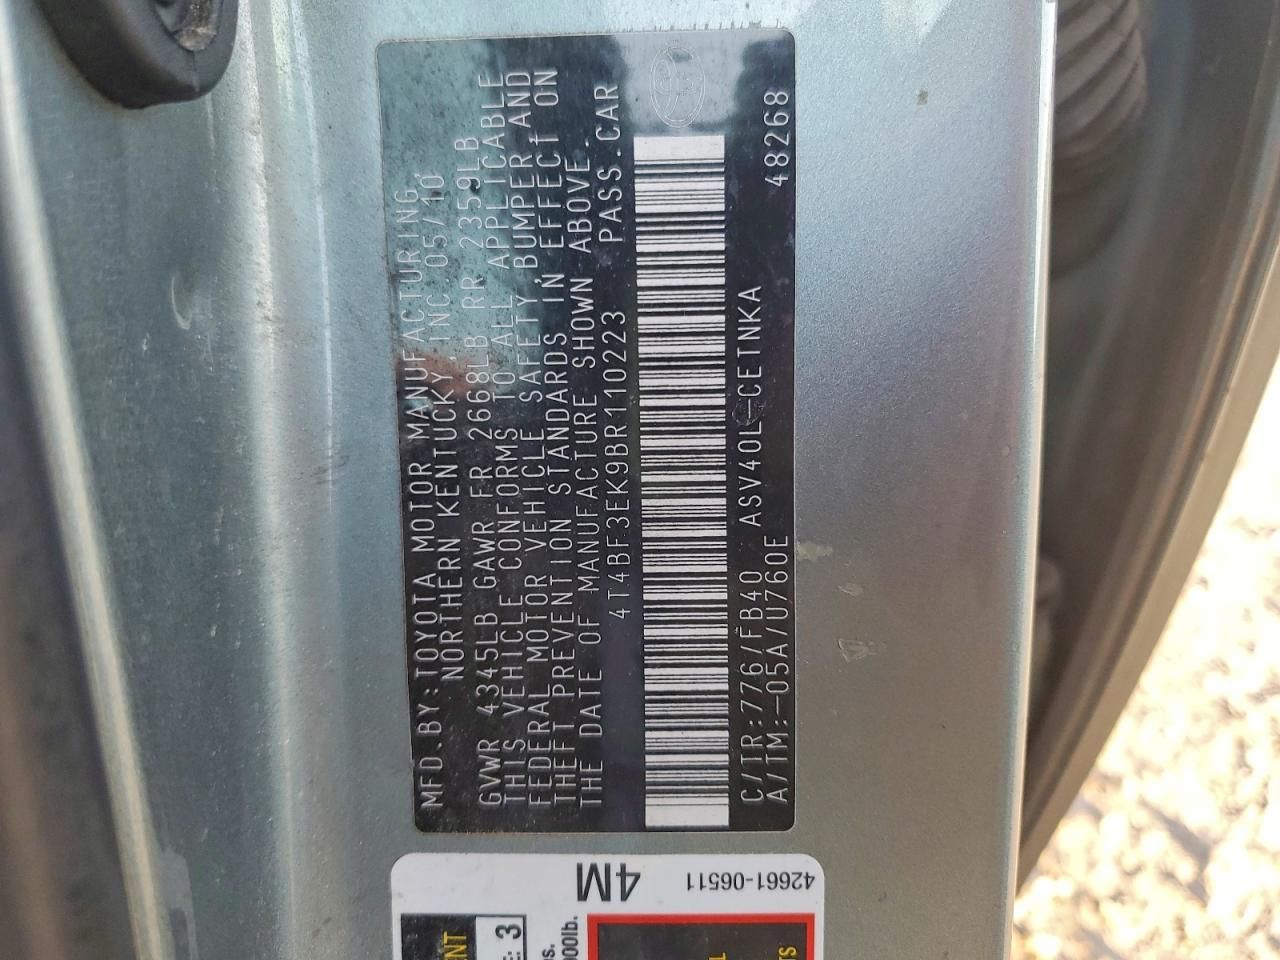 MFD.BY:TOYOTA MOTOR MANUFACTURING,
NORTHERN KENTUCKY, INC 05/10
GVWR 4345LB GAWR FR 2668LB RR 2359LB
THIS VEHICLE CONFORMS TO ALL APPLICABLE
FEDERAL MOTOR VEHICLE SAFETY, BUMPER AND
THEFT PREVENTION STANDARDS IN EFFECT ON
THE DATE OF MANUFACTURE SHOWN ABOVE.
4T4BF3EK9BR110223 PASS.CAR
C/TR:776/FB40 ASV40L-CETNKA
A/TM:-05A/U760E 48268
4M
42661-06511
3